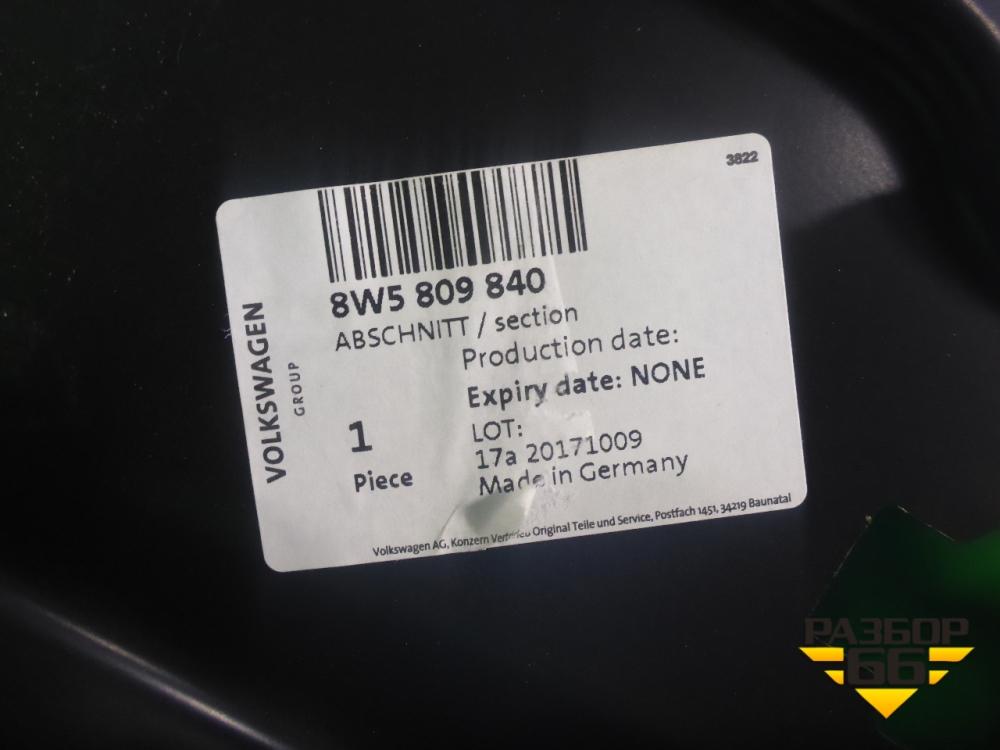 3822
8W5 809 840
ABSCHNITT / section
Production date:
Expiry date: NONE
LOT:
17a 20171009
Made in Germany
1
Piece
VOLKSWAGEN
GROUP
Volkswagen AG, Konzern Vertrieb Original Teile und Service, Postfach 1451, 34219 Baunatal
РАЗБОР
66